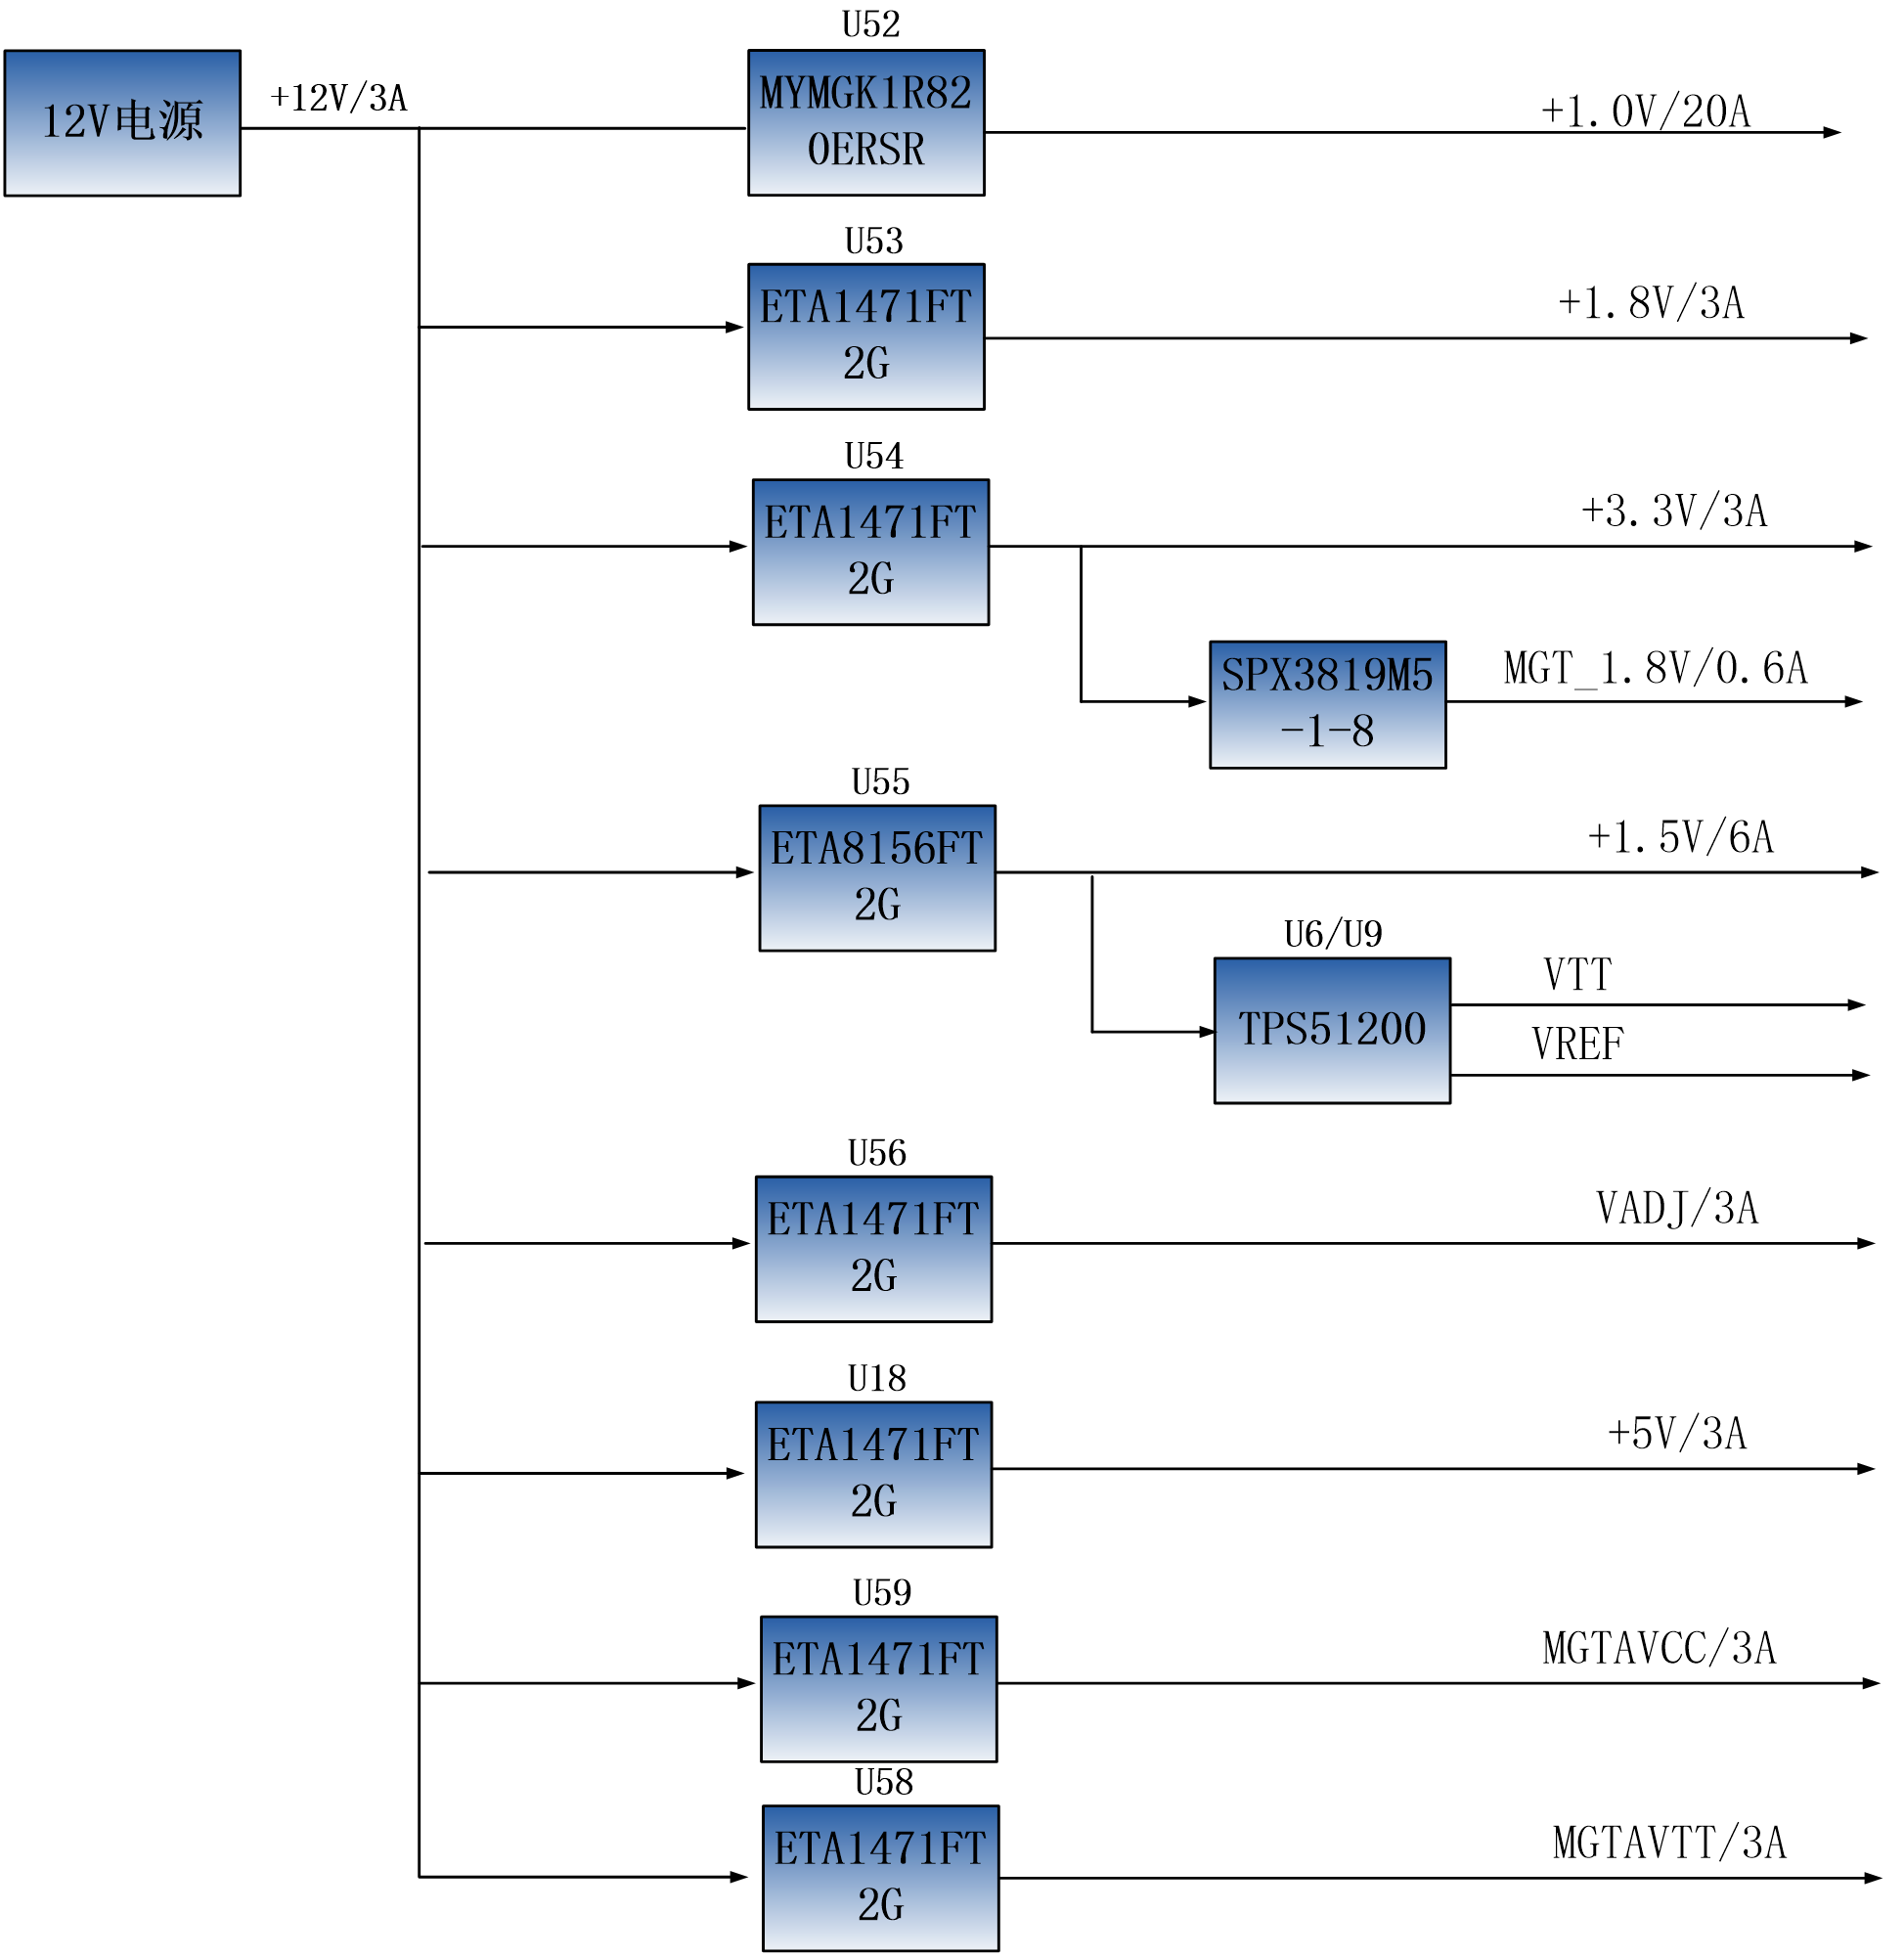 U52
12V电源
+12V/3A
MYMGK1R82
0ERSR
+1.0V/20A
U53
ETA1471FT
2G
+1.8V/3A
U54
ETA1471FT
2G
+3.3V/3A
SPX3819M5
-1-8
MGT_1.8V/0.6A
U55
ETA8156FT
2G
+1.5V/6A
U6/U9
TPS51200
VTT
VREF
U56
ETA1471FT
2G
VADJ/3A
U18
ETA1471FT
2G
+5V/3A
U59
ETA1471FT
2G
MGTAVCC/3A
U58
ETA1471FT
2G
MGTAVTT/3A